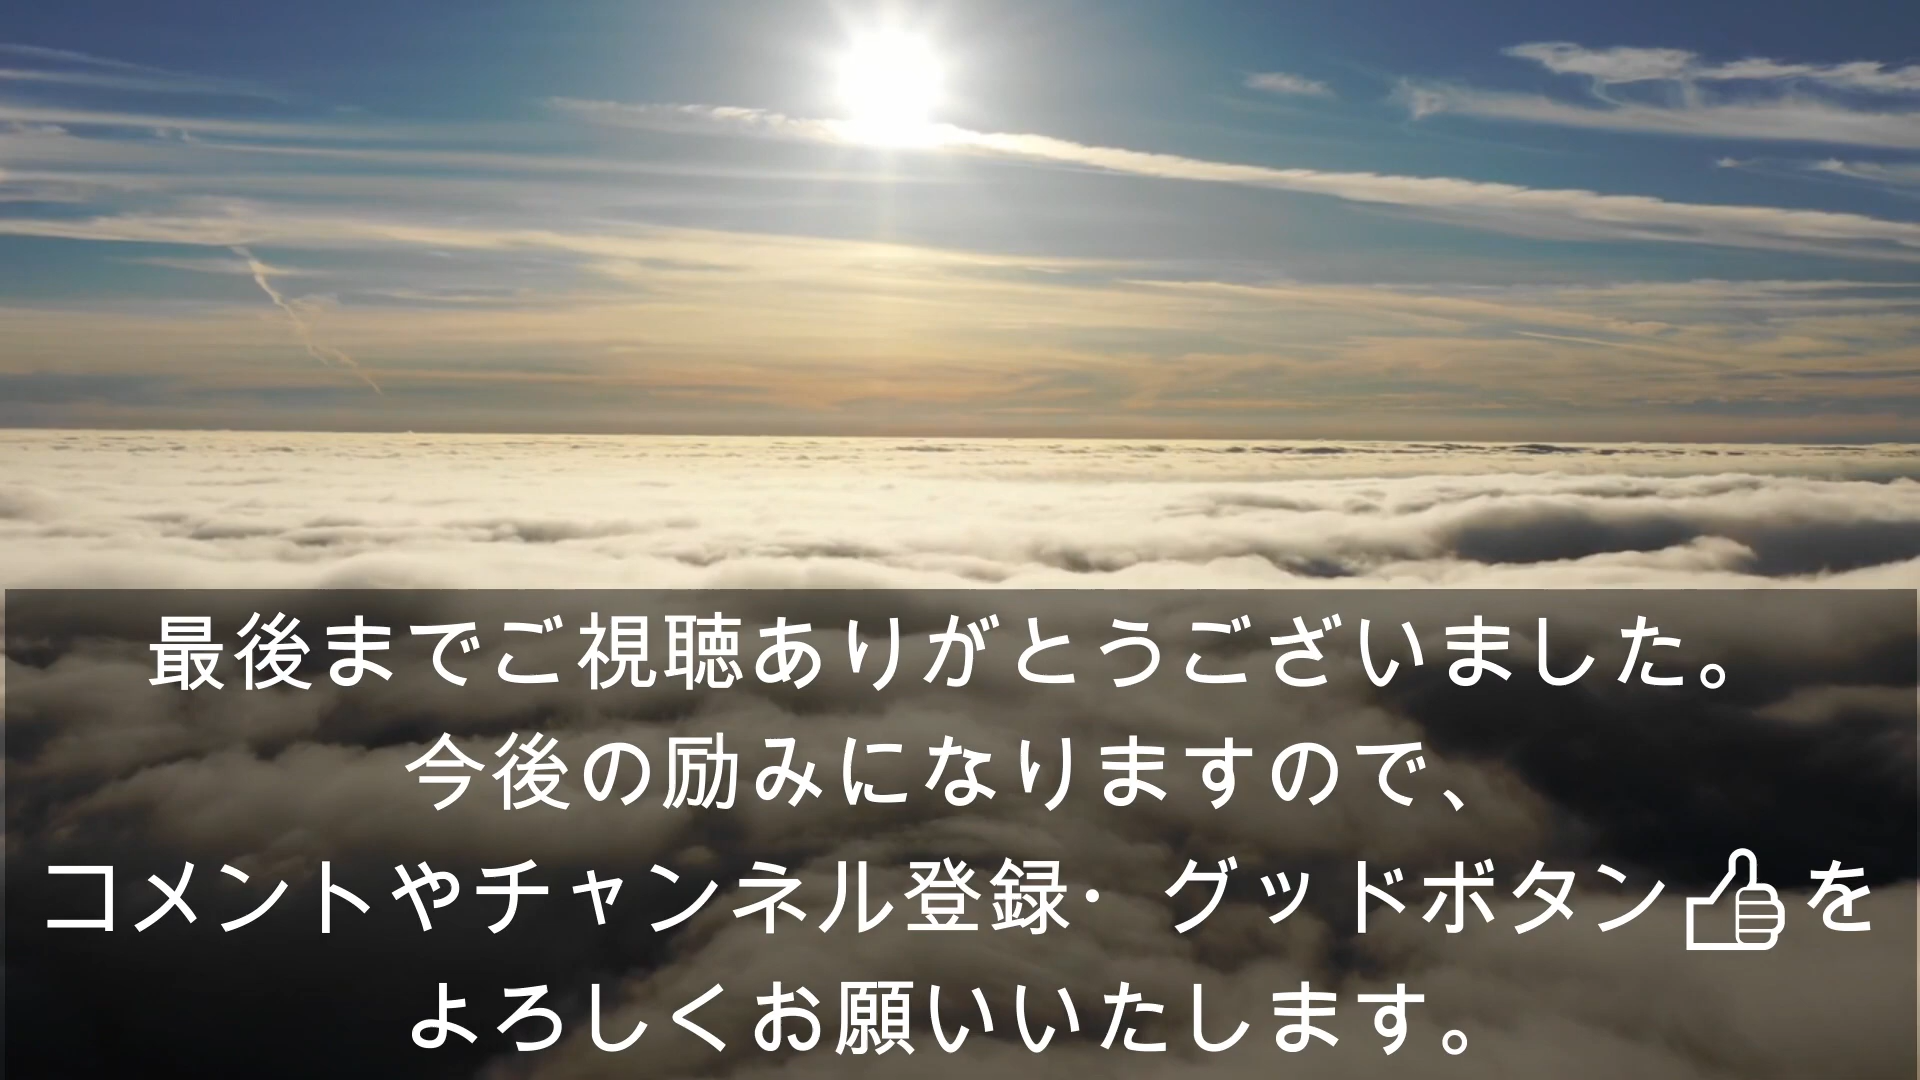 最後までご視聴ありがとうございました。
今後の励みになりますので、
コメントやチャンネル登録・グッドボタン👍を
よろしくお願いいたします。